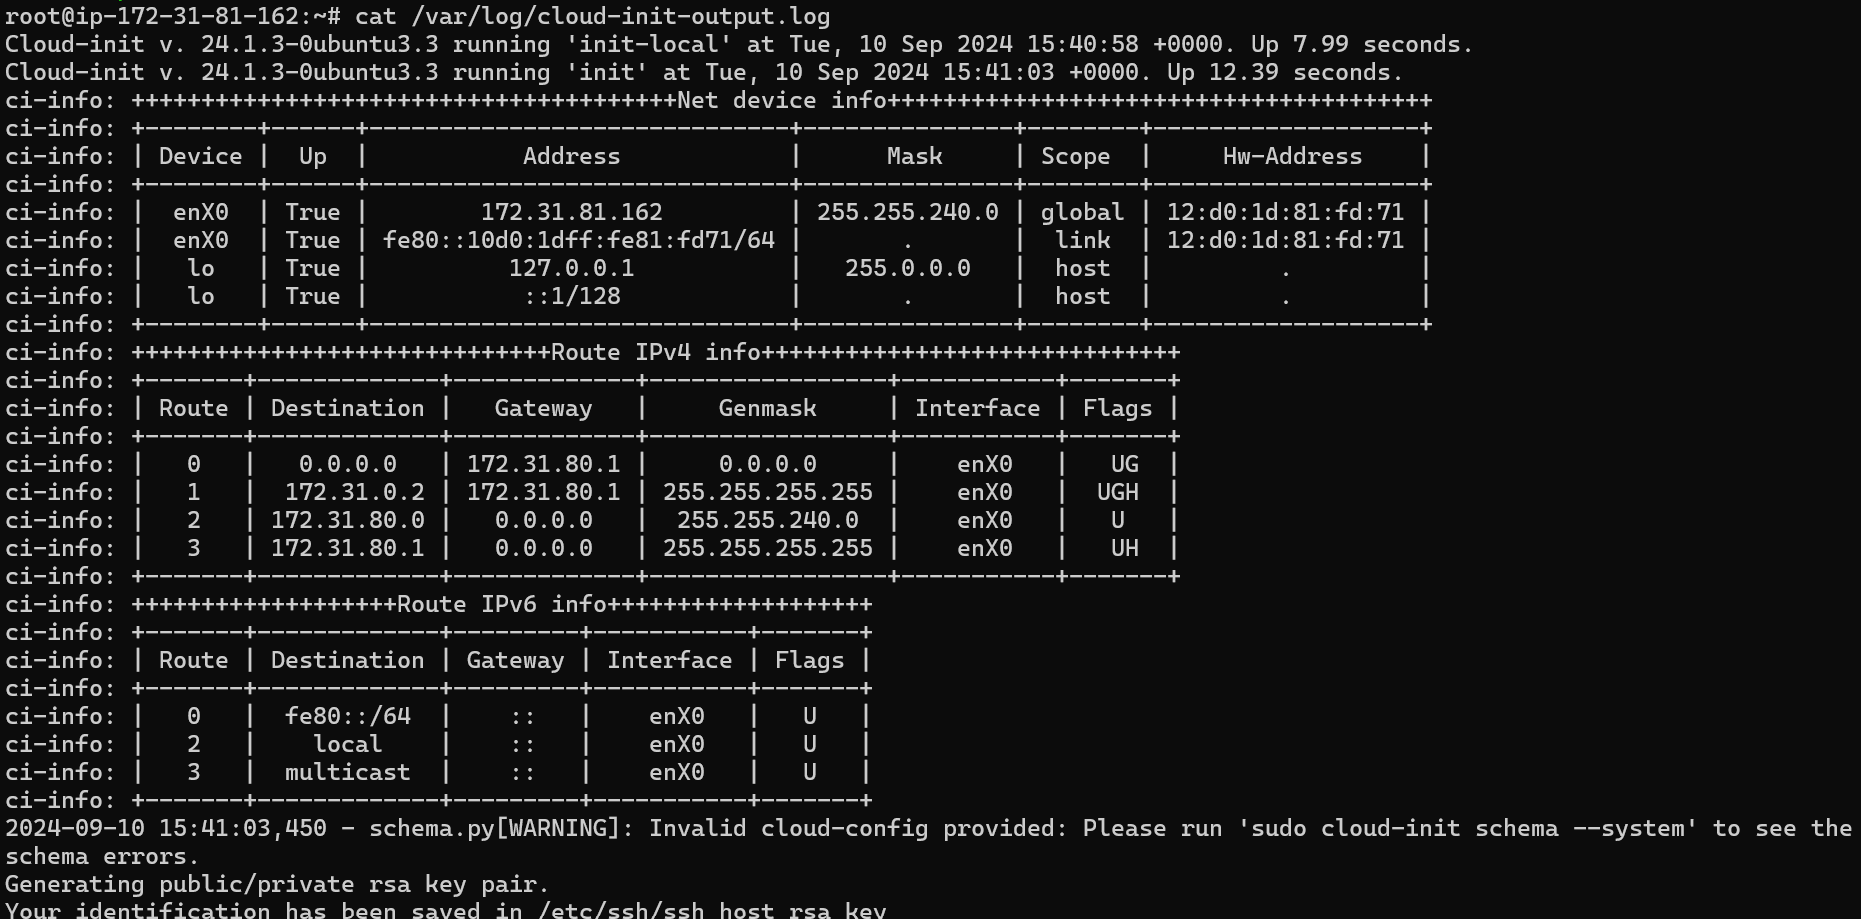 root@ip-172-31-81-162:~# cat /var/log/cloud-init-output.log
Cloud-init v. 24.1.3-0ubuntu3.3 running 'init-local' at Tue, 10 Sep 2024 15:40:58 +0000. Up 7.99 seconds.
Cloud-init v. 24.1.3-0ubuntu3.3 running 'init' at Tue, 10 Sep 2024 15:41:03 +0000. Up 12.39 seconds.
ci-info: +++++++++++++++++++++++++++++++++++++++Net device info+++++++++++++++++++++++++++++++++++++++
ci-info: +--------+------+------------------------------+---------------+--------+-------------------+
ci-info: | Device |  Up  |           Address            |      Mask     | Scope  |     Hw-Address    |
ci-info: +--------+------+------------------------------+---------------+--------+-------------------+
ci-info: |  enX0  | True |        172.31.81.162         | 255.255.240.0 | global | 12:d0:1d:81:fd:71 |
ci-info: |  enX0  | True | fe80::10d0:1dff:fe81:fd71/64 |       .       |  link  | 12:d0:1d:81:fd:71 |
ci-info: |   lo   | True |          127.0.0.1           |   255.0.0.0   |  host  |         .         |
ci-info: |   lo   | True |           ::1/128            |       .       |  host  |         .         |
ci-info: +--------+------+------------------------------+---------------+--------+-------------------+
ci-info: ++++++++++++++++++++++++++++++Route IPv4 info++++++++++++++++++++++++++++++
ci-info: +-------+-------------+-------------+-----------------+-----------+-------+
ci-info: | Route | Destination |   Gateway   |     Genmask     | Interface | Flags |
ci-info: +-------+-------------+-------------+-----------------+-----------+-------+
ci-info: |   0   |   0.0.0.0   | 172.31.80.1 |     0.0.0.0     |    enX0   |   UG  |
ci-info: |   1   |  172.31.0.2 | 172.31.80.1 | 255.255.255.255 |    enX0   |  UGH  |
ci-info: |   2   | 172.31.80.0 |   0.0.0.0   |  255.255.240.0  |    enX0   |   U   |
ci-info: |   3   | 172.31.80.1 |   0.0.0.0   | 255.255.255.255 |    enX0   |   UH  |
ci-info: +-------+-------------+-------------+-----------------+-----------+-------+
ci-info: +++++++++++++++++++Route IPv6 info+++++++++++++++++++
ci-info: +-------+-------------+---------+-----------+-------+
ci-info: | Route | Destination | Gateway | Interface | Flags |
ci-info: +-------+-------------+---------+-----------+-------+
ci-info: |   0   |  fe80::/64  |    ::   |    enX0   |   U   |
ci-info: |   2   |    local    |    ::   |    enX0   |   U   |
ci-info: |   3   |  multicast  |    ::   |    enX0   |   U   |
ci-info: +-------+-------------+---------+-----------+-------+
2024-09-10 15:41:03,450 - schema.py[WARNING]: Invalid cloud-config provided: Please run 'sudo cloud-init schema --system' to see the
schema errors.
Generating public/private rsa key pair.
Your identification has been saved in /etc/ssh/ssh_host_rsa_key